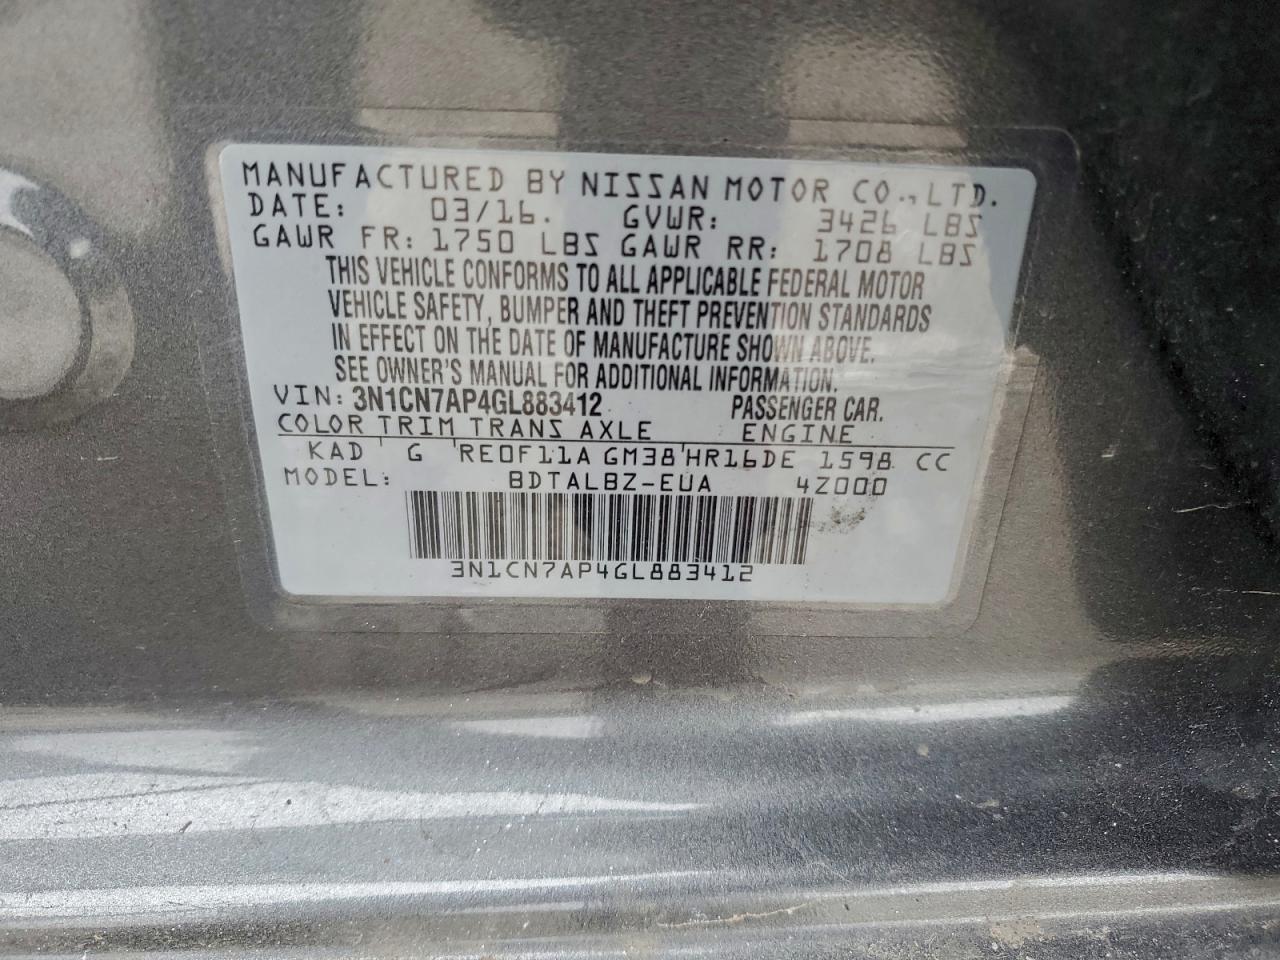 MANUFACTURED BY NISSAN MOTOR CO., LTD.
DATE: 03/16. GVWR: 3426 LBS
GAWR FR: 1750 LBS GAWR RR: 1708 LBS
THIS VEHICLE CONFORMS TO ALL APPLICABLE FEDERAL MOTOR
VEHICLE SAFETY, BUMPER AND THEFT PREVENTION STANDARDS
IN EFFECT ON THE DATE OF MANUFACTURE SHOWN ABOVE.
SEE OWNER'S MANUAL FOR ADDITIONAL INFORMATION.
VIN: 3N1CN7AP4GL883412 PASSENGER CAR.
COLOR TRIM TRANS AXLE ENGINE
KAD G RE0F11A GM38 HR16DE 1598 CC
MODEL: BDTALBZ-EUA 4Z000
3N1CN7AP4GL883412